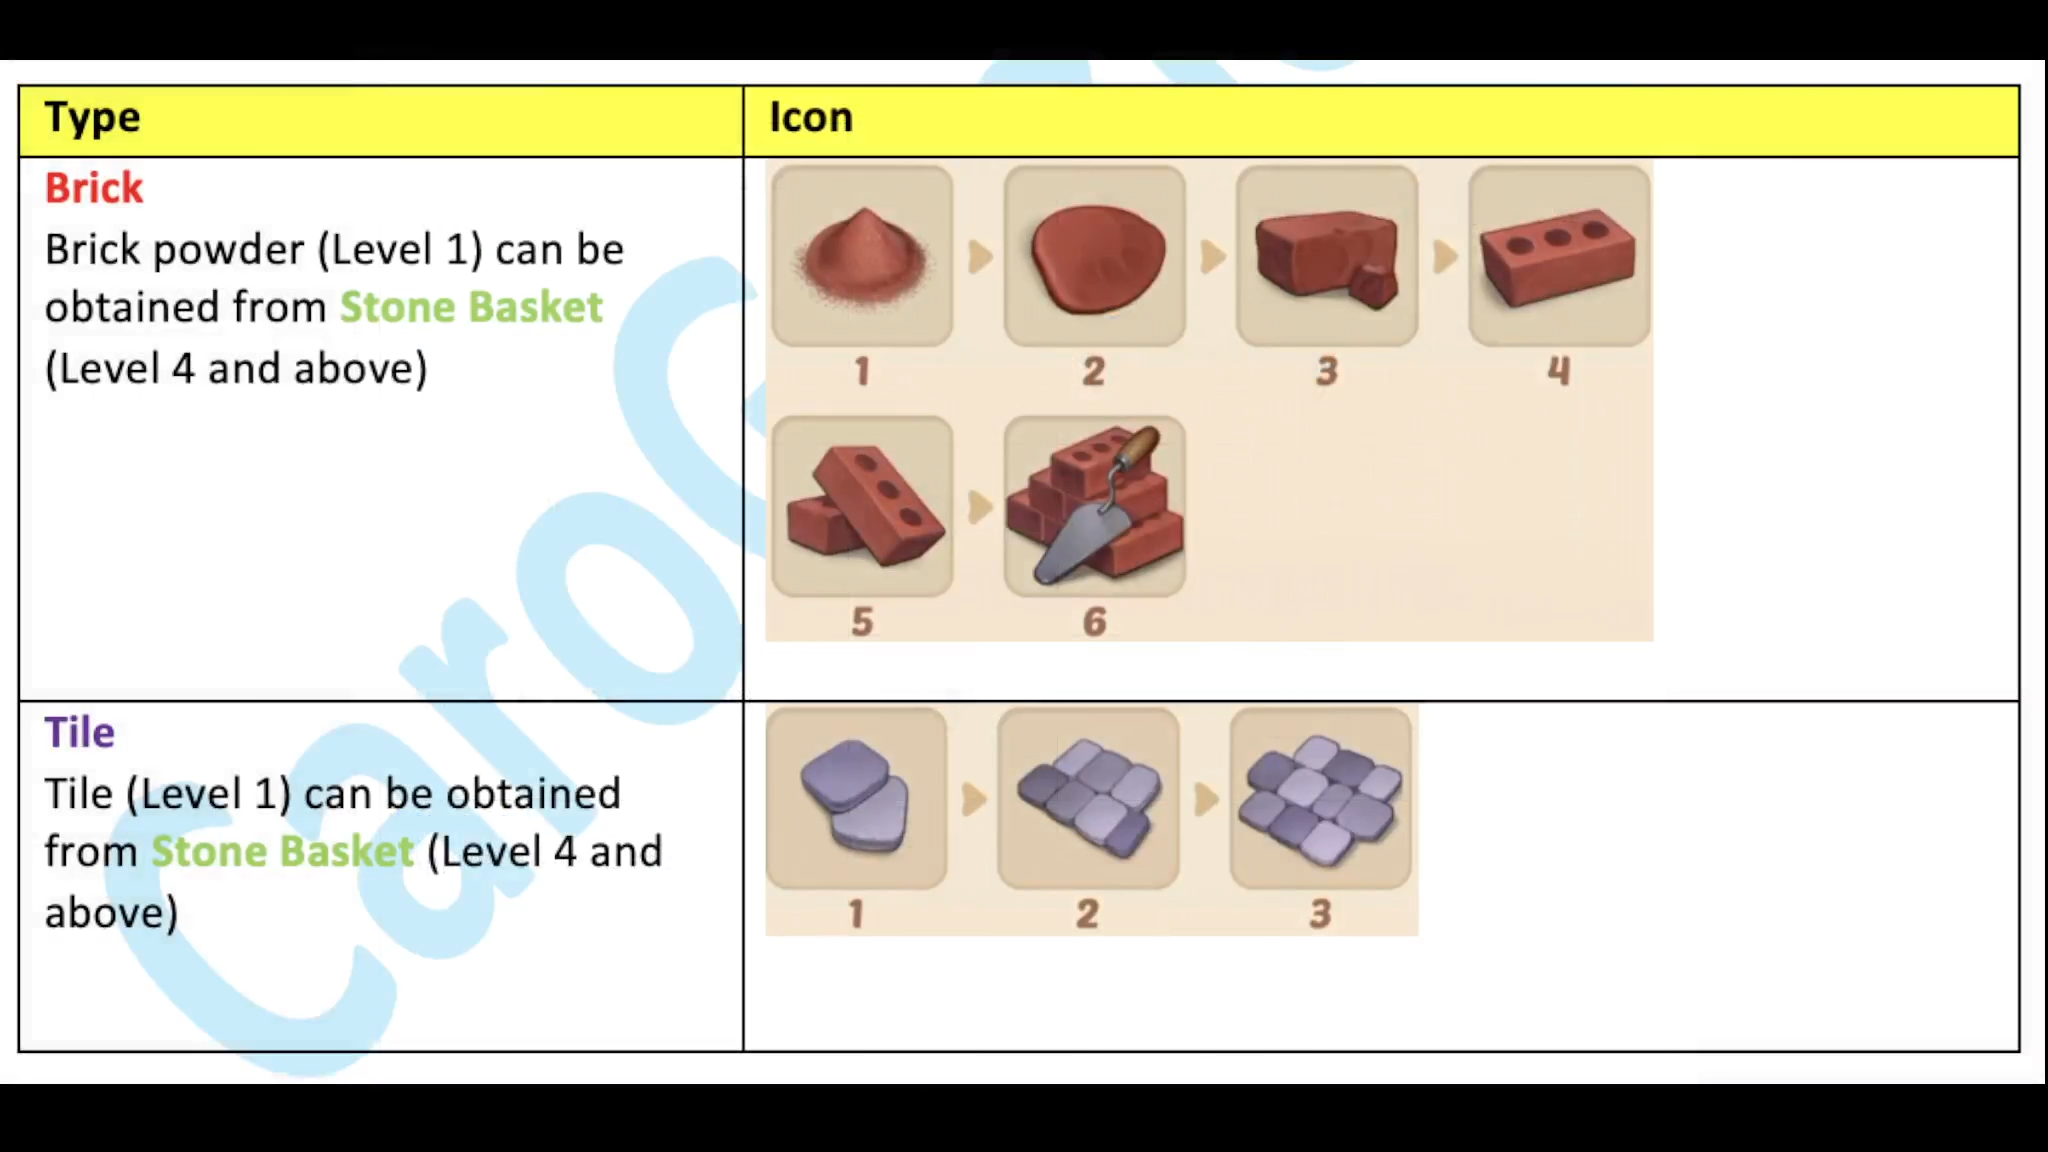 Type
Icon
Brick
Brick powder (Level 1) can be
obtained from Stone Basket
(Level 4 and above)
1 2 3 4
5 6
Tile
Tile (Level 1) can be obtained
from Stone Basket (Level 4 and
above)
1 2 3
CaroG